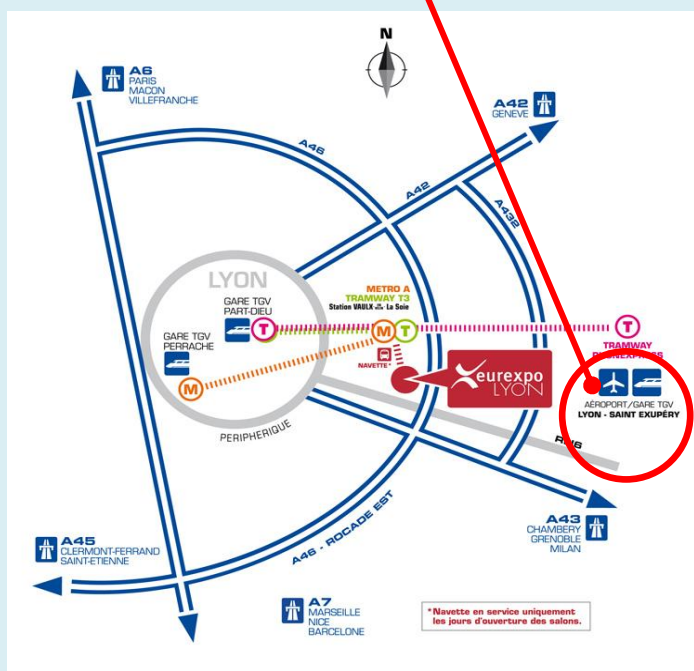 N
A6
PARIS
MACON
VILLEFRANCHE
A42
GENEVE
A46
A42
A432
LYON
GARE TGV
PART-DIEU
METRO A
TRAMWAY T3
Station VAULX La Soie
GARE TGV
PERRACHE
T
M
T
T
M
NAVETTE*
eurexpo
LYON
TRAMWAY
AÉROPORT/GARE TGV
LYON - SAINT EXUPÉRY
PERIPHERIQUE
A46 - ROCADE EST
A43
CHAMBERY
GRENOBLE
MILAN
A45
CLERMONT-FERRAND
SAINT-ETIENNE
A7
MARSEILLE
NICE
BARCELONE
*Navette en service uniquement
les jours d'ouverture des salons.